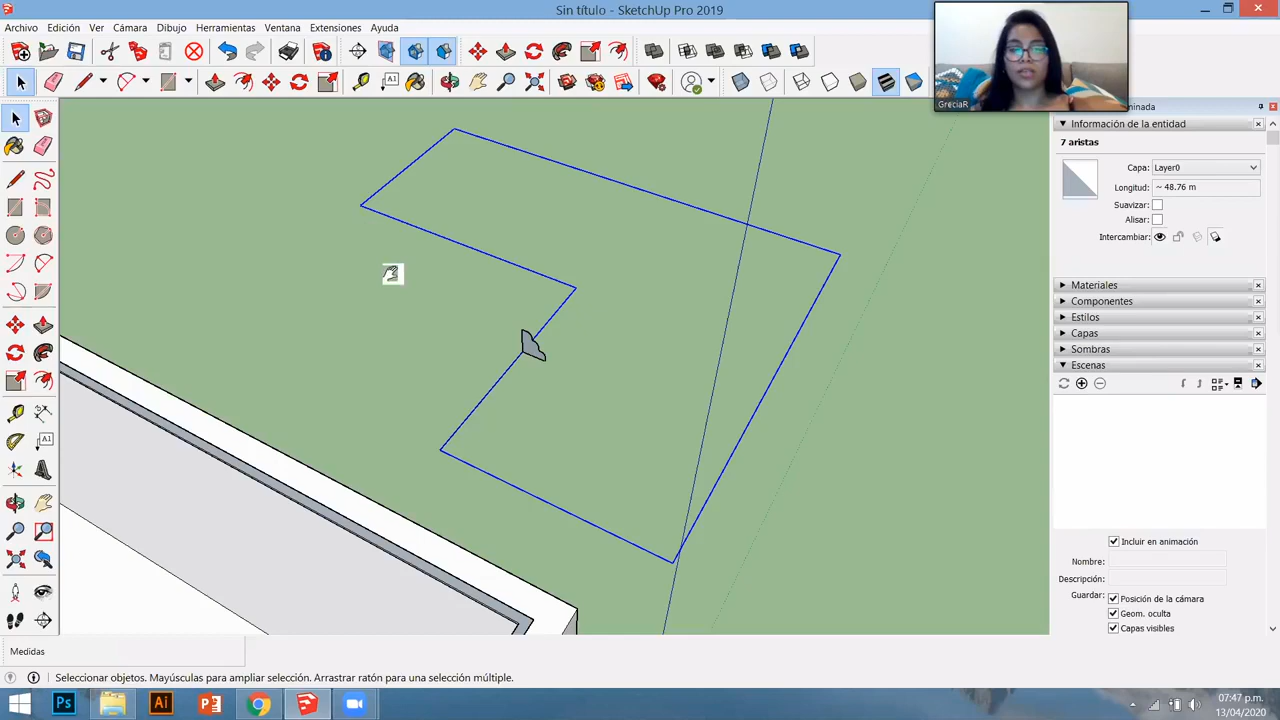 Sin título - SketchUp Pro 2019
Archivo Edición Ver Cámara Dibujo Herramientas Ventana Extensiones Ayuda
GreciaR
minada
Información de la entidad
7 aristas
Capa: Layer0
Longitud: ~ 48.76 m
Suavizar:
Alisar:
Intercambiar:
Materiales
Componentes
Estilos
Capas
Sombras
Escenas
Incluir en animación
Nombre:
Descripción:
Guardar: Posición de la cámara
Geom. oculta
Capas visibles
Medidas
Seleccionar objetos. Mayúsculas para ampliar selección. Arrastrar ratón para una selección múltiple.
Ps
Ai
07:47 p.m.
13/04/2020